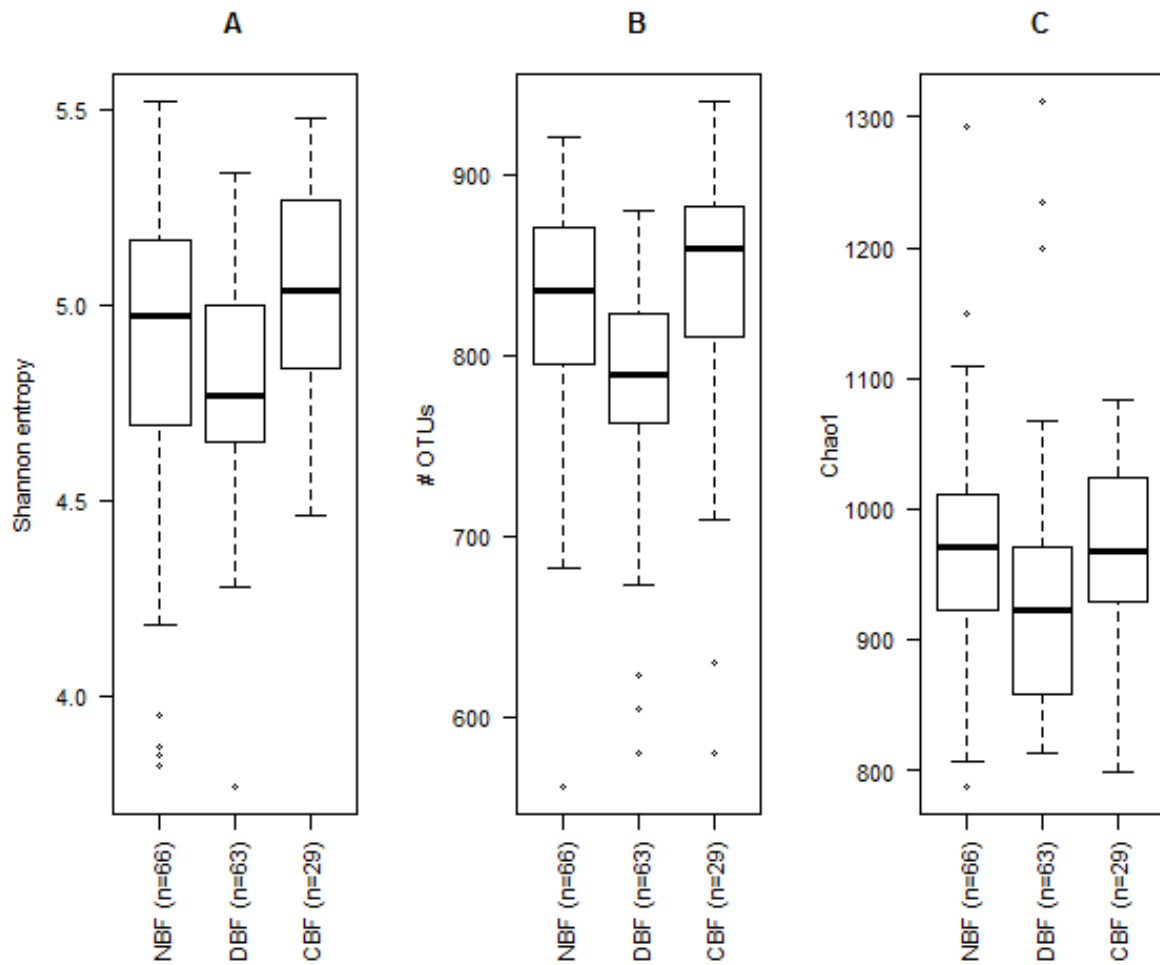 A
Shannon entropy
5.5
5.0
4.5
4.0
NBF (n=66)
DBF (n=63)
CBF (n=29)
B
# OTUs
900
800
700
600
NBF (n=66)
DBF (n=63)
CBF (n=29)
C
Chao1
1300
1200
1100
1000
900
800
NBF (n=66)
DBF (n=63)
CBF (n=29)